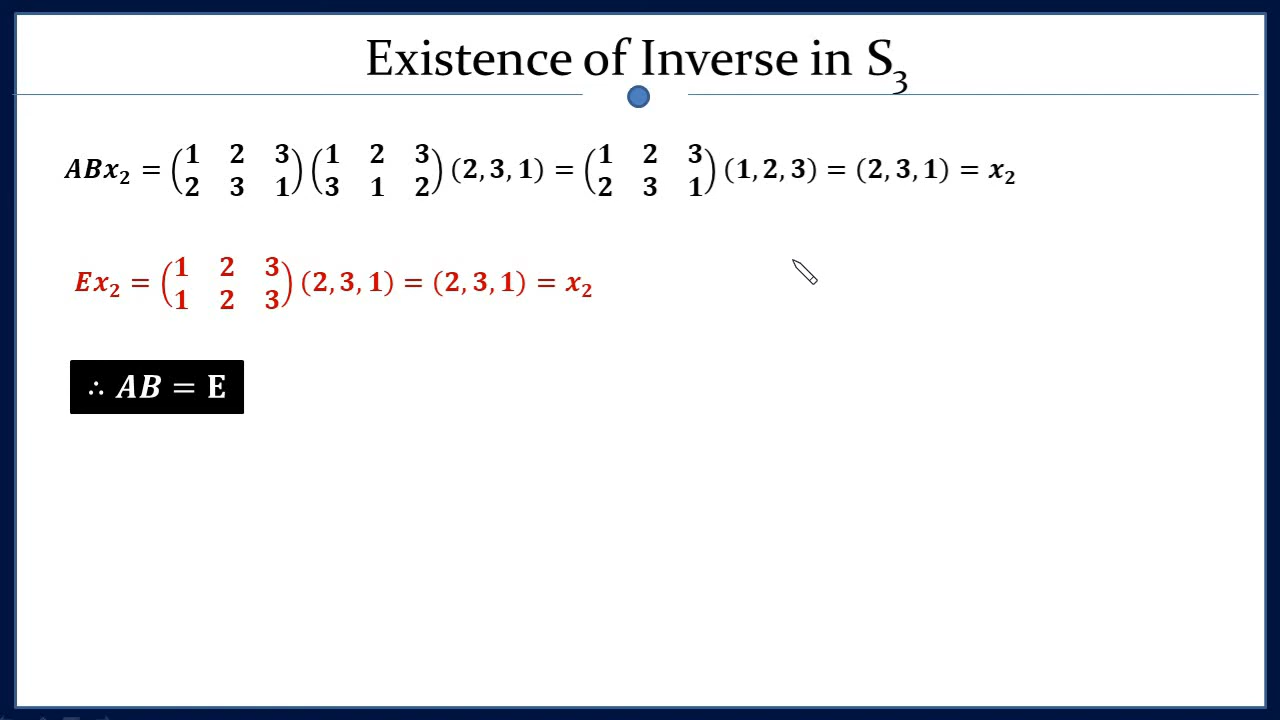 Existence of Inverse in S₃
ABx₂ = (1 2 3 / 2 3 1) (1 2 3 / 3 1 2) (2, 3, 1) = (1 2 3 / 2 3 1) (1, 2, 3) = (2, 3, 1) = x₂
Ex₂ = (1 2 3 / 1 2 3) (2, 3, 1) = (2, 3, 1) = x₂
∴ AB = E